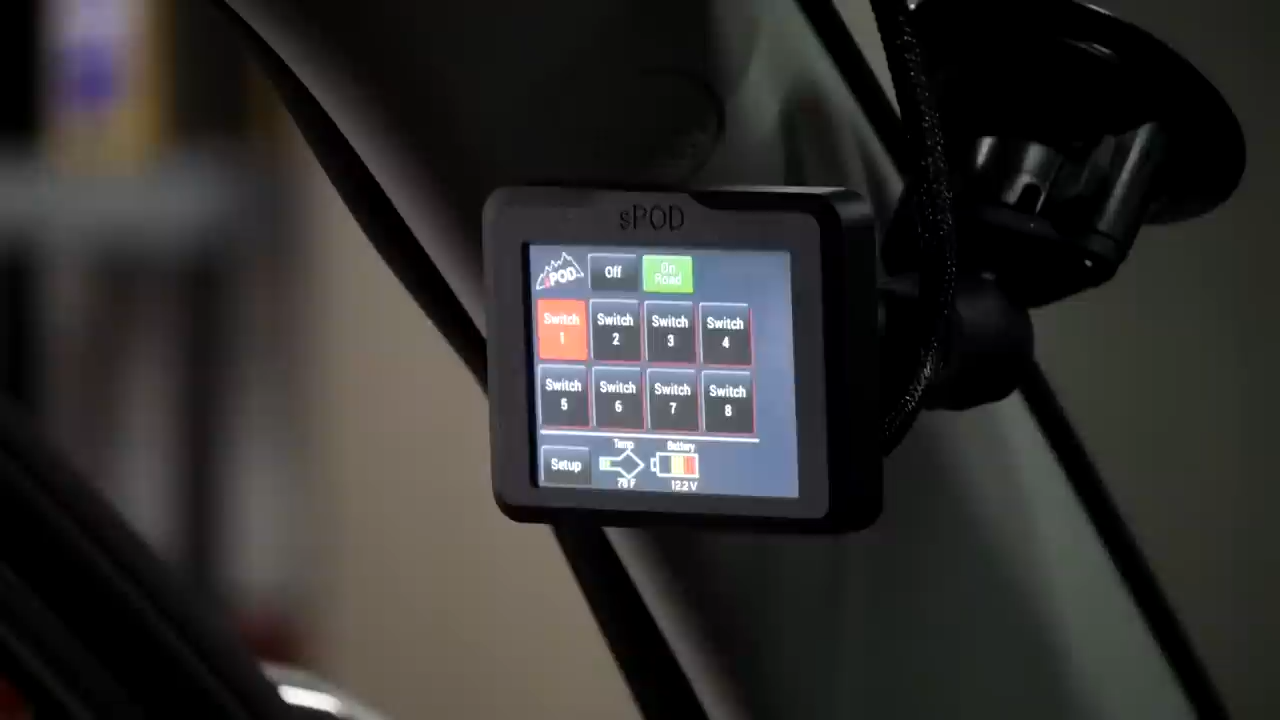 sPOD
sPOD
Off
On
Road
Switch
1
Switch
2
Switch
3
Switch
4
Switch
5
Switch
6
Switch
7
Switch
8
Setup
Temp
Battery
12.2 V